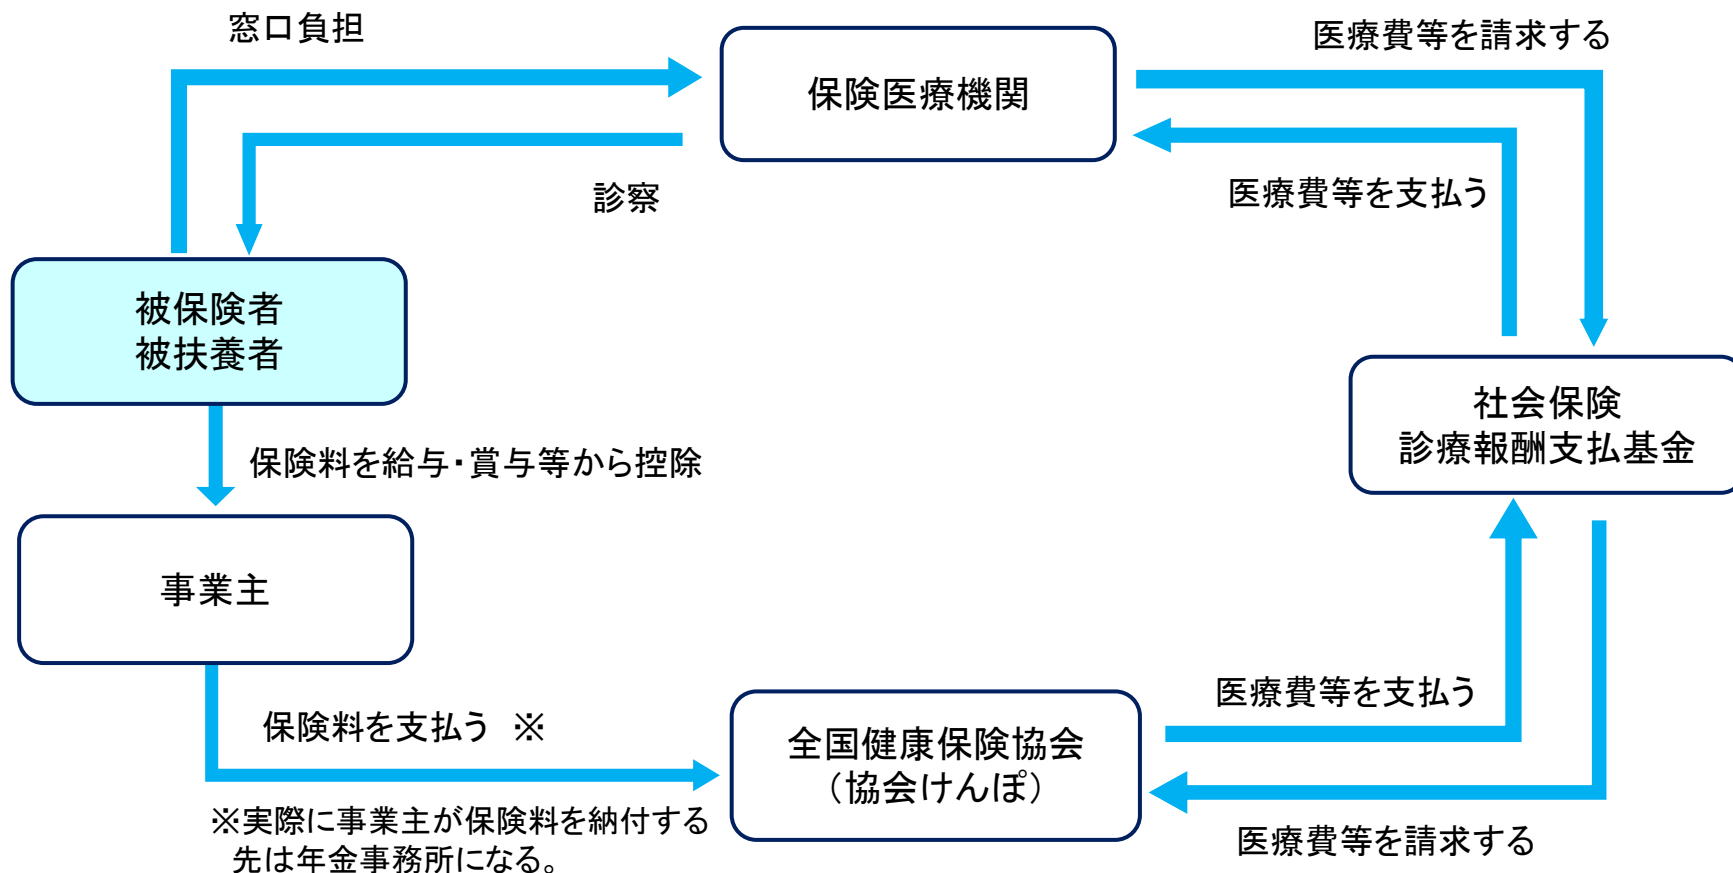 窓口負担
保険医療機関
医療費等を請求する
診察
医療費等を支払う
被保険者
被扶養者
社会保険
診療報酬支払基金
保険料を給与・賞与等から控除
事業主
保険料を支払う ※
全国健康保険協会
（協会けんぽ）
医療費等を支払う
※実際に事業主が保険料を納付する
先は年金事務所になる。
医療費等を請求する